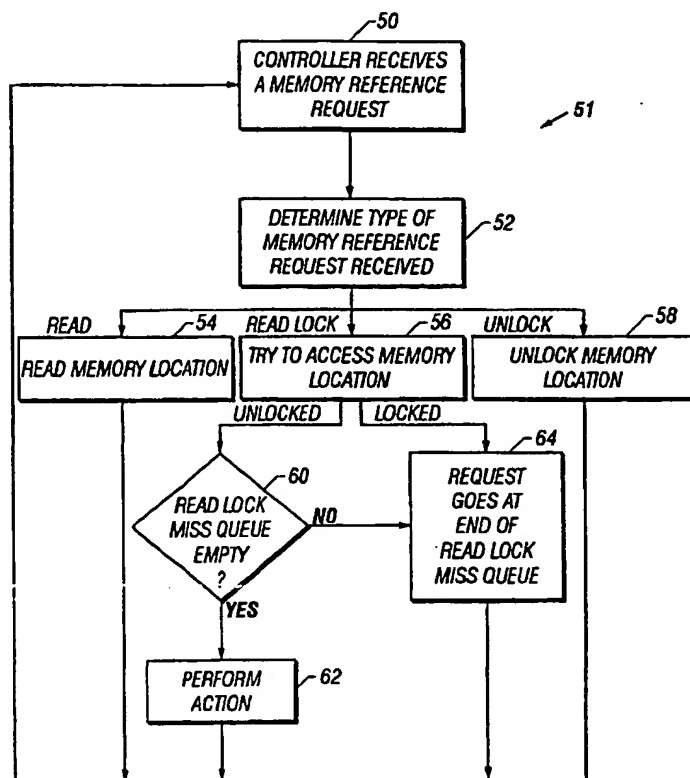 50
CONTROLLER RECEIVES
A MEMORY REFERENCE
REQUEST
51
DETERMINE TYPE OF
MEMORY REFERENCE
REQUEST RECEIVED
52
READ
54
READ LOCK
56
UNLOCK
58
READ MEMORY LOCATION
TRY TO ACCESS MEMORY
LOCATION
UNLOCK MEMORY
LOCATION
UNLOCKED
LOCKED
60
64
READ LOCK
MISS QUEUE
EMPTY
?
NO
REQUEST
GOES AT
END OF
READ LOCK
MISS QUEUE
YES
PERFORM
ACTION
62